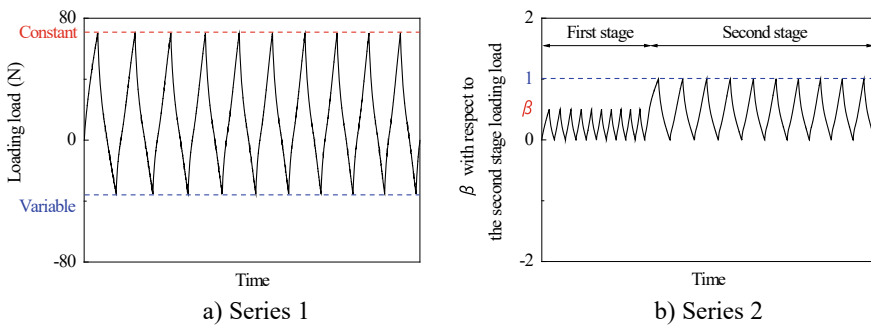 80
Constant
Loading load (N)
0
Variable
-80
Time
a) Series 1
2
First stage
Second stage
1
β
0
β with respect to
the second stage loading load
-2
Time
b) Series 2